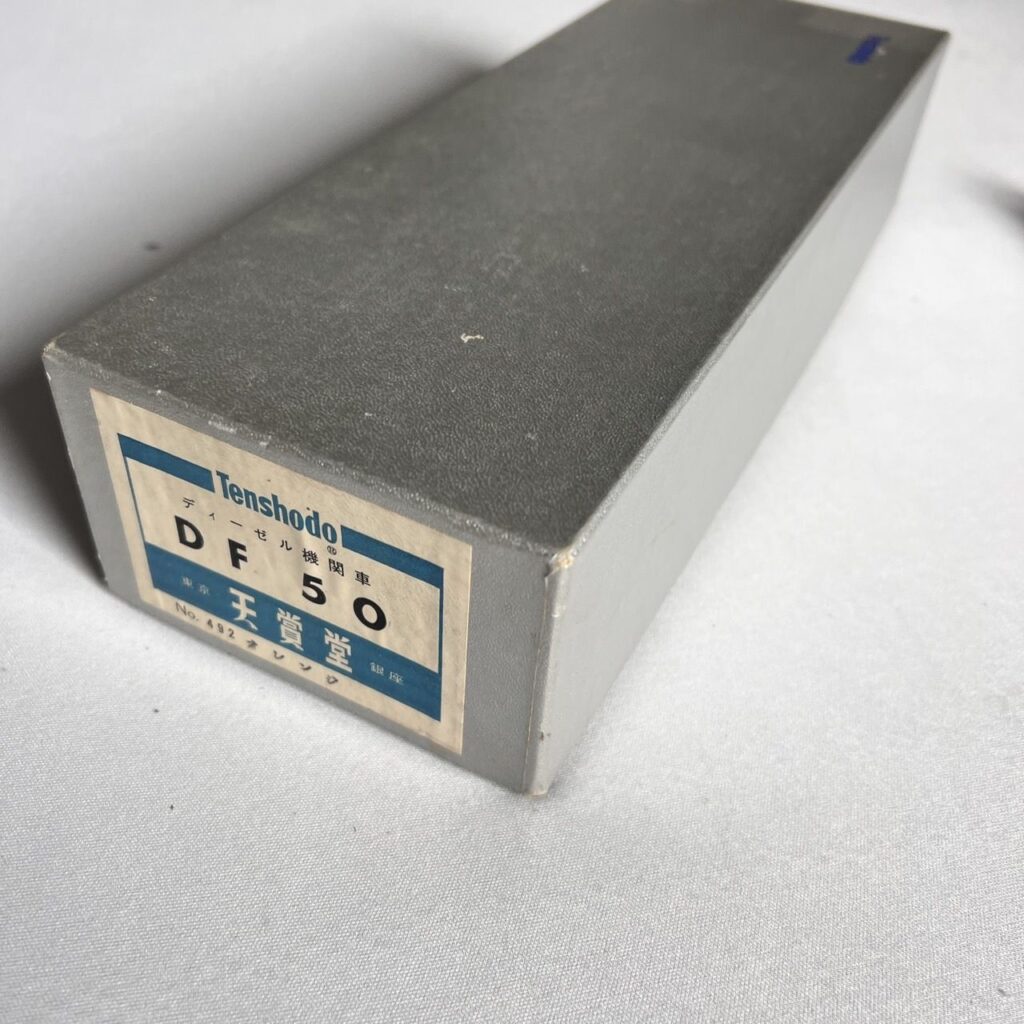 Tenshodo
ディーゼル機関車
DF 50
東京 天賞堂 銀座
No. 492 オレンジ